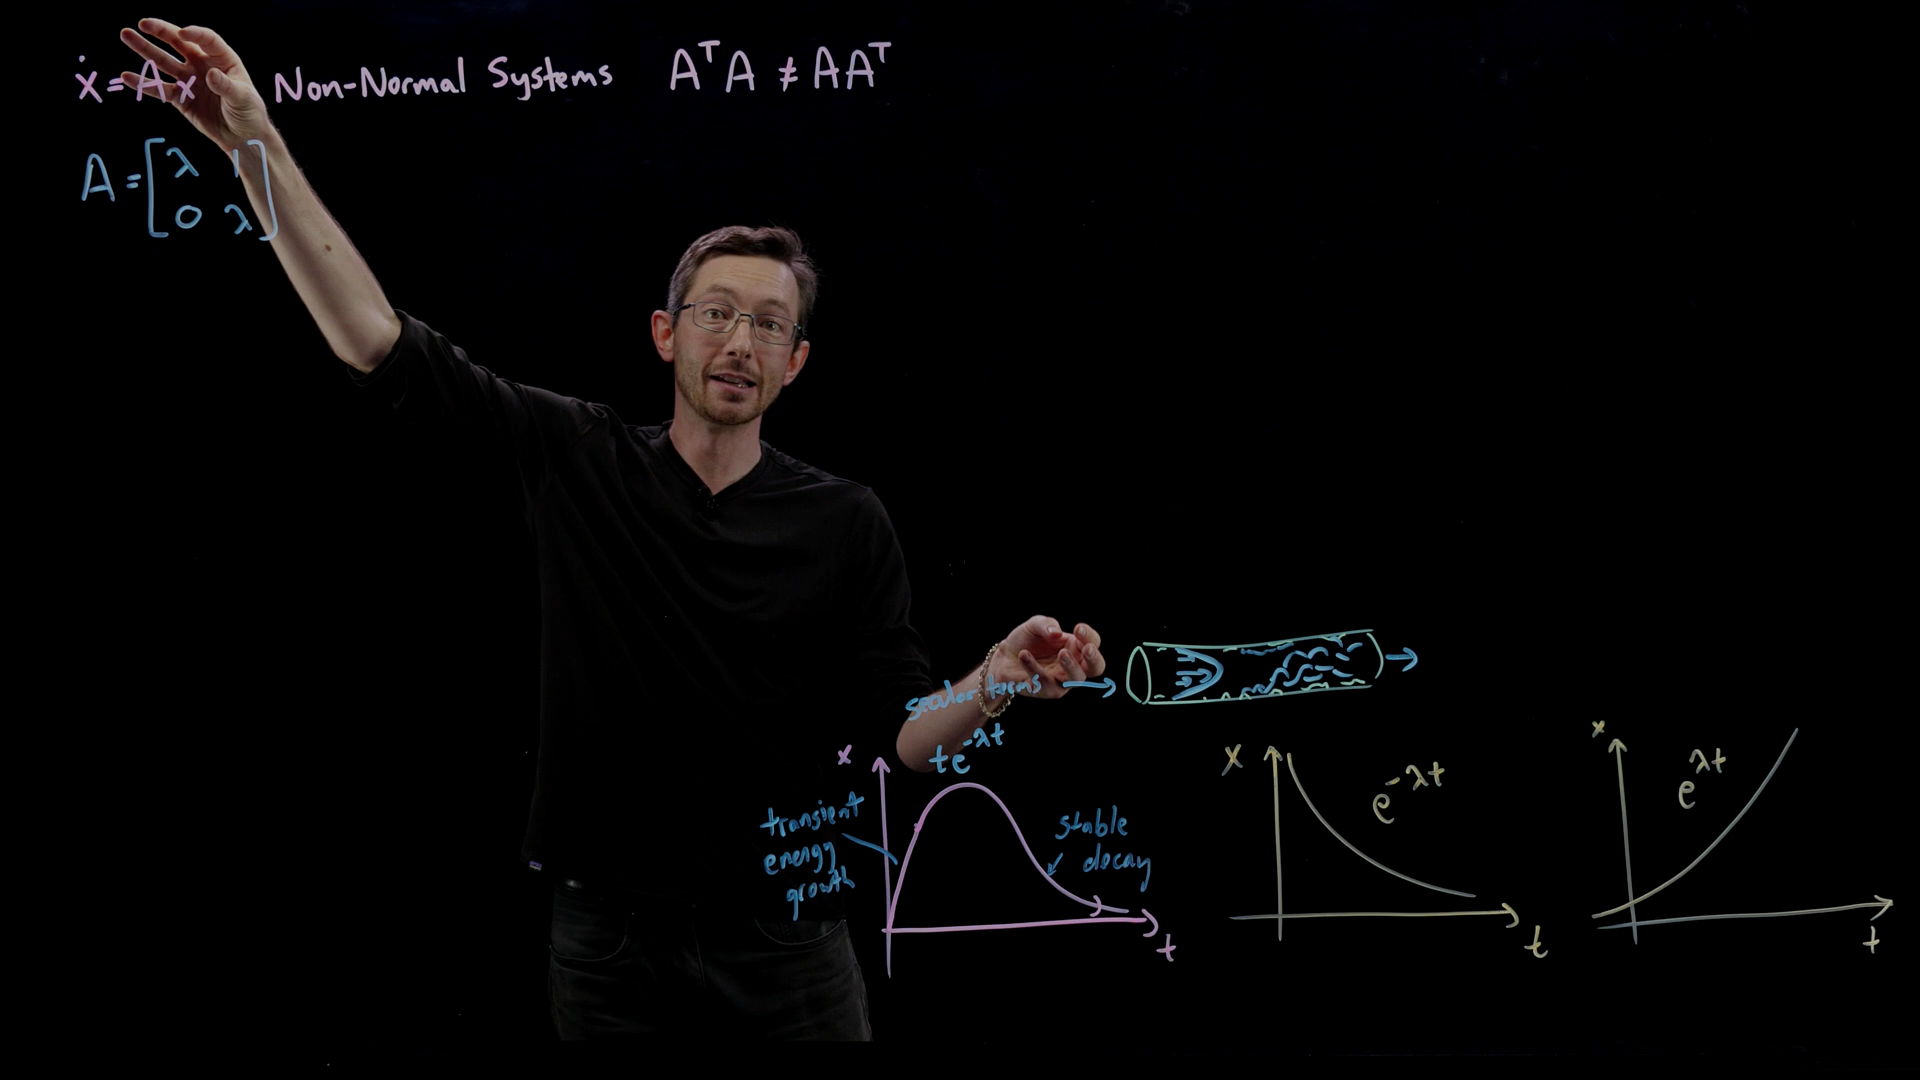 ẋ = Ax Non-Normal Systems AᵀA ≠ AAᵀ
A = [λ 1
0 λ]
secular terms
te^-λt
x
transient
energy
growth
stable
decay
t
x
e^-λt
t
x
e^λt
t